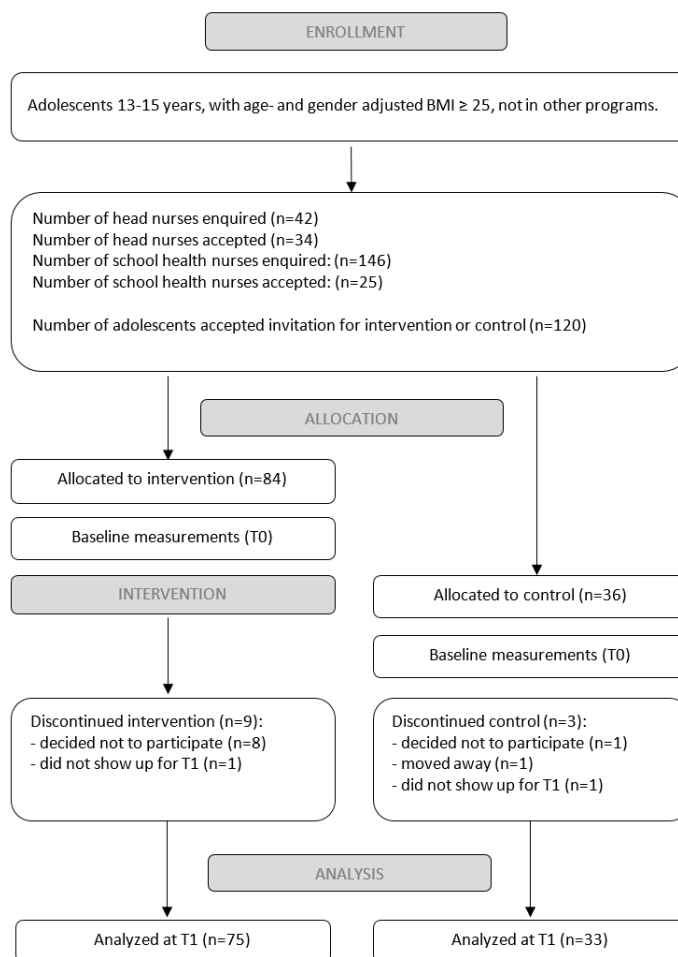 ENROLLMENT
Adolescents 13-15 years, with age- and gender adjusted BMI ≥ 25, not in other programs.
Number of head nurses enquired (n=42)
Number of head nurses accepted (n=34)
Number of school health nurses enquired: (n=146)
Number of school health nurses accepted: (n=25)
Number of adolescents accepted invitation for intervention or control (n=120)
ALLOCATION
Allocated to intervention (n=84)
Baseline measurements (T0)
INTERVENTION
Allocated to control (n=36)
Baseline measurements (T0)
Discontinued intervention (n=9):
- decided not to participate (n=8)
- did not show up for T1 (n=1)
Discontinued control (n=3):
- decided not to participate (n=1)
- moved away (n=1)
- did not show up for T1 (n=1)
ANALYSIS
Analyzed at T1 (n=75)
Analyzed at T1 (n=33)